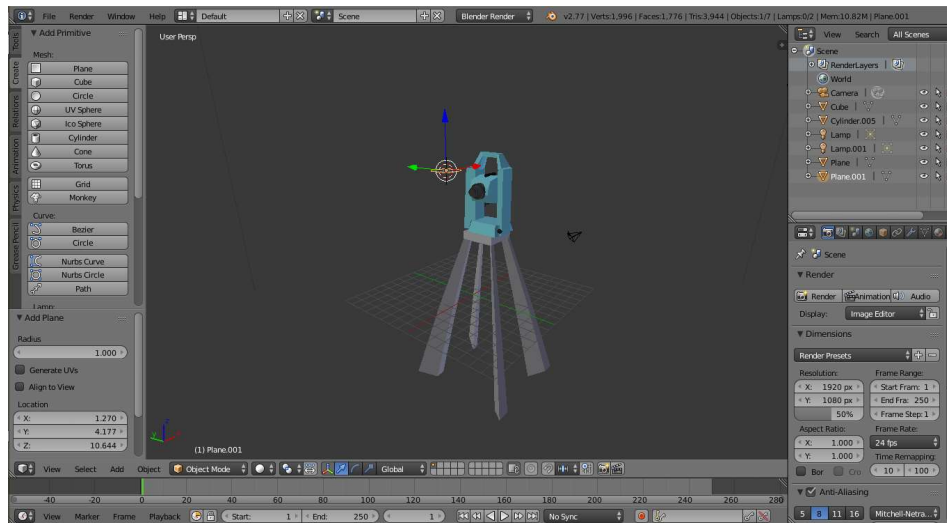 File Render Window Help Default Scene Blender Render v2.77 | Verts:1,996 | Faces:1,776 | Tris:3,944 | Objects:1/7 | Lamps:0/2 | Mem:10.82M | Plane.001
Tools
Create
Relations
Animation
Physics
Grease Pencil
Add Primitive
Mesh:
Plane
Cube
Circle
UV Sphere
Ico Sphere
Cylinder
Cone
Torus
Grid
Monkey
Curve:
Bezier
Circle
Nurbs Curve
Nurbs Circle
Path
Lamp:
Add Plane
Radius
1.000
Generate UVs
Align to View
Location
X: 1.270
Y: 4.177
Z: 10.644
User Persp
(1) Plane.001
View Select Add Object Object Mode Global
-40 -20 0 20 40 60 80 100 120 140 160 180 200 220 240 260 280
View Marker Frame Playback Start: 1 End: 250 1 No Sync
View Search All Scenes
Scene
RenderLayers
World
Camera
Cube
Cylinder.005
Lamp
Lamp.001
Plane
Plane.001
Scene
Render
Render Animation Audio
Display: Image Editor
Dimensions
Render Presets
Resolution: Frame Range:
X: 1920 px Start Fram: 1
Y: 1080 px End Fra: 250
50% Frame Step: 1
Aspect Ratio: Frame Rate:
X: 1.000 24 fps
Y: 1.000 Time Remapping:
Bor Cro 10 100
Anti-Aliasing
5 8 11 16 Mitchell-Netra...